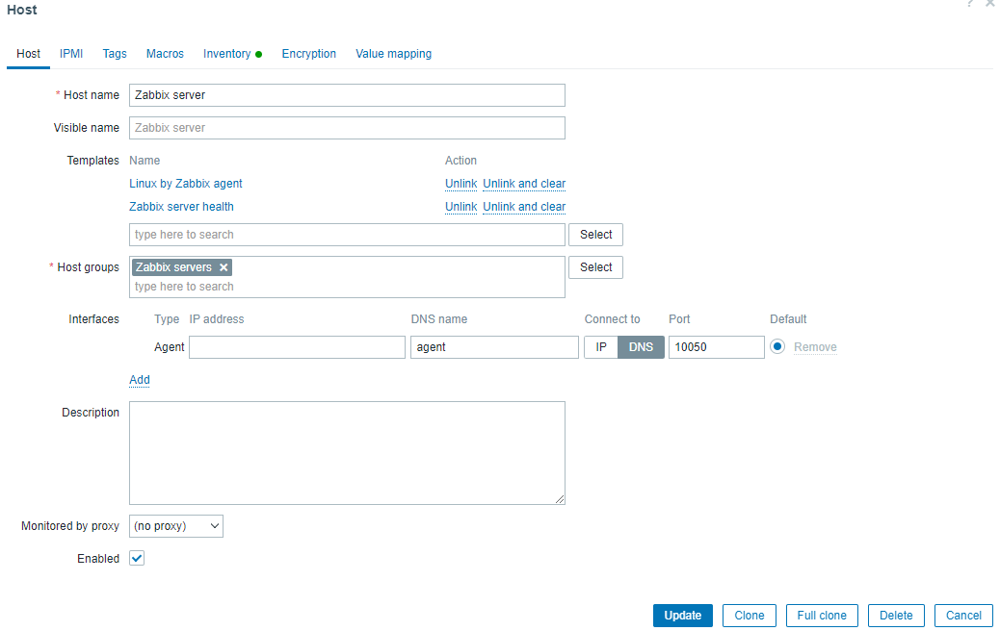 Host
? ×
Host IPMI Tags Macros Inventory Encryption Value mapping
* Host name Zabbix server
Visible name Zabbix server
Templates Name Action
Linux by Zabbix agent Unlink Unlink and clear
Zabbix server health Unlink Unlink and clear
type here to search Select
* Host groups Zabbix servers × Select
type here to search
Interfaces Type IP address DNS name Connect to Port Default
Agent agent IP DNS 10050 Remove
Add
Description
Monitored by proxy (no proxy)
Enabled
Update Clone Full clone Delete Cancel